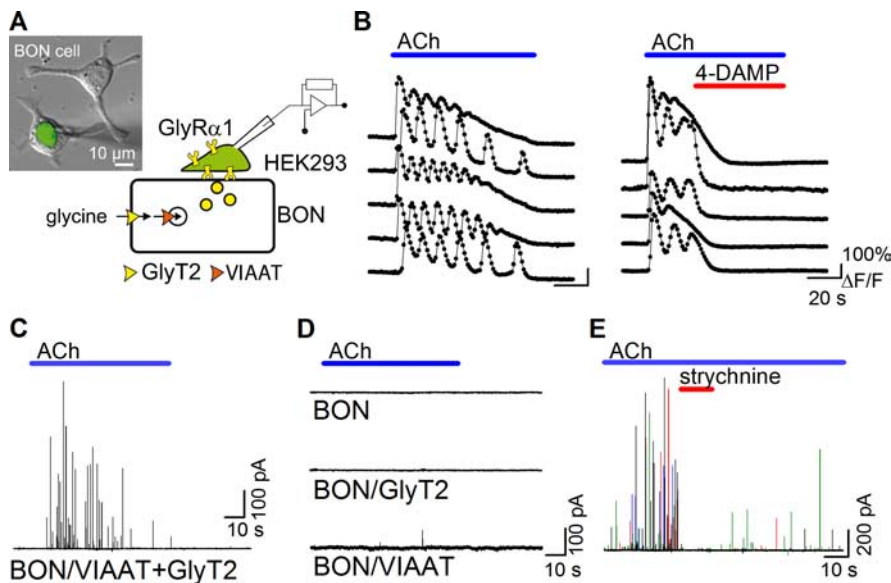 A
BON cell
10 µm
GlyRα1
HEK293
BON
glycine
GlyT2 VIAAT
B
ACh
ACh
4-DAMP
100%
ΔF/F
20 s
C
ACh
100 pA
10 s
BON/VIAAT+GlyT2
D
ACh
BON
BON/GlyT2
BON/VIAAT
100 pA
10 s
E
ACh
strychnine
200 pA
10 s